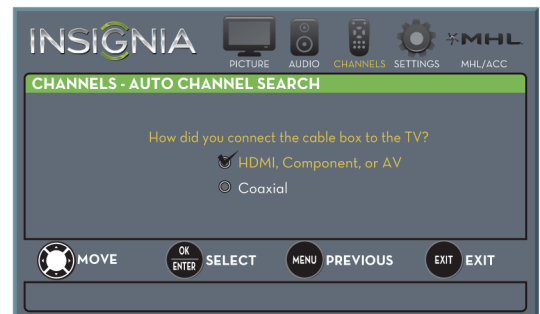 INSIGNIA
PICTURE AUDIO CHANNELS SETTINGS MHL MHL/ACC
CHANNELS - AUTO CHANNEL SEARCH
How did you connect the cable box to the TV?
HDMI, Component, or AV
Coaxial
MOVE OK ENTER SELECT MENU PREVIOUS EXIT EXIT